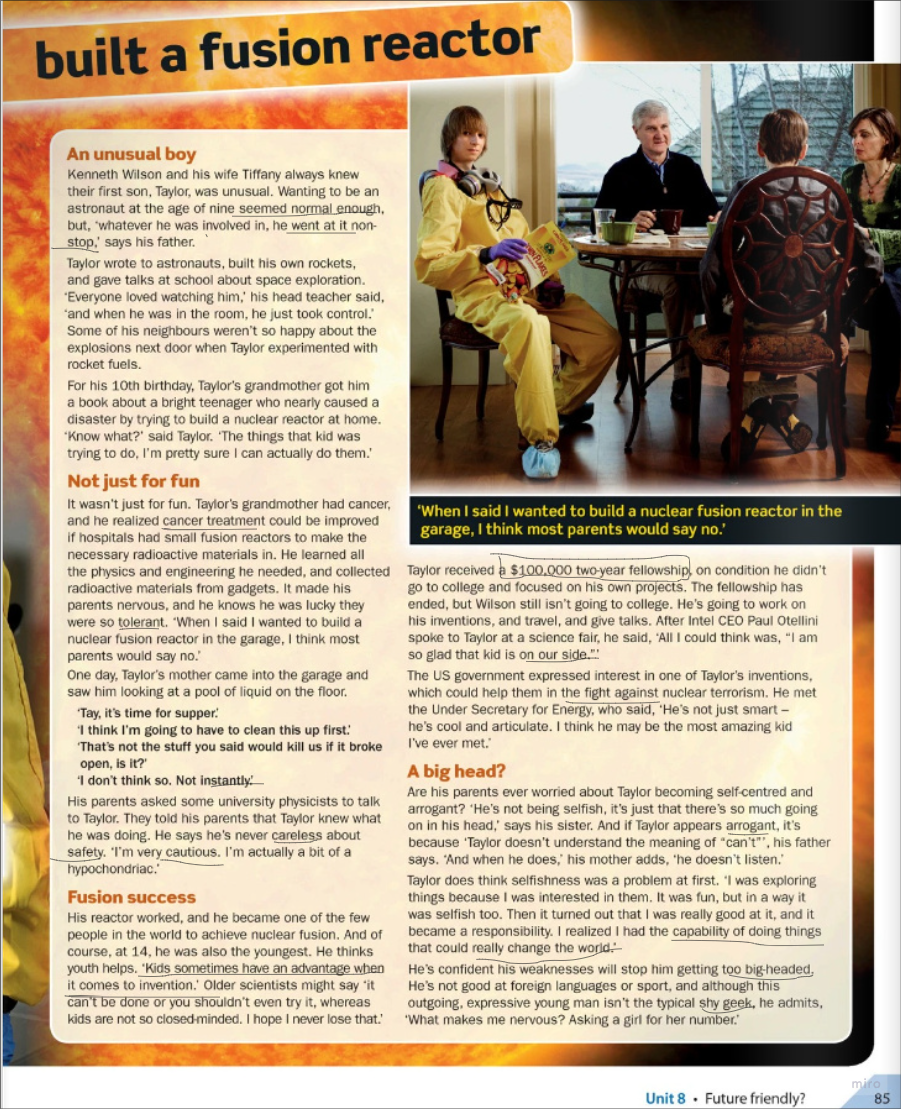 built a fusion reactor
An unusual boy
Kenneth Wilson and his wife Tiffany always knew
their first son, Taylor, was unusual. Wanting to be an
astronaut at the age of nine seemed normal enough,
but, ‘whatever he was involved in, he went at it non-
stop,’ says his father.
Taylor wrote to astronauts, built his own rockets,
and gave talks at school about space exploration.
‘Everyone loved watching him,’ his head teacher said,
‘and when he was in the room, he just took control.’
Some of his neighbours weren’t so happy about the
explosions next door when Taylor experimented with
rocket fuels.
For his 10th birthday, Taylor’s grandmother got him
a book about a bright teenager who nearly caused a
disaster by trying to build a nuclear reactor at home.
‘Know what?’ said Taylor. ‘The things that kid was
trying to do, I’m pretty sure I can actually do them.’
Not just for fun
It wasn’t just for fun. Taylor’s grandmother had cancer,
and he realized cancer treatment could be improved
if hospitals had small fusion reactors to make the
necessary radioactive materials in. He learned all
the physics and engineering he needed, and collected
radioactive materials from gadgets. It made his
parents nervous, and he knows he was lucky they
were so tolerant. ‘When I said I wanted to build a
nuclear fusion reactor in the garage, I think most
parents would say no.’
One day, Taylor’s mother came into the garage and
saw him looking at a pool of liquid on the floor.
‘Tay, it’s time for supper.’
‘I think I’m going to have to clean this up first.’
‘That’s not the stuff you said would kill us if it broke
open, is it?’
‘I don’t think so. Not instantly.’
His parents asked some university physicists to talk
to Taylor. They told his parents that Taylor knew what
he was doing. He says he’s never careless about
safety. ‘I’m very cautious. I’m actually a bit of a
hypochondriac.’
Fusion success
His reactor worked, and he became one of the few
people in the world to achieve nuclear fusion. And of
course, at 14, he was also the youngest. He thinks
youth helps. ‘Kids sometimes have an advantage when
it comes to invention.’ Older scientists might say ‘it
can’t be done or you shouldn’t even try it, whereas
kids are not so closed-minded. I hope I never lose that.’
‘When I said I wanted to build a nuclear fusion reactor in the
garage, I think most parents would say no.’
Taylor received a $100,000 two-year fellowship, on condition he didn’t
go to college and focused on his own projects. The fellowship has
ended, but Wilson still isn’t going to college. He’s going to work on
his inventions, and travel, and give talks. After Intel CEO Paul Otellini
spoke to Taylor at a science fair, he said, ‘All I could think was, “I am
so glad that kid is on our side.”’
The US government expressed interest in one of Taylor’s inventions,
which could help them in the fight against nuclear terrorism. He met
the Under Secretary for Energy, who said, ‘He’s not just smart –
he’s cool and articulate. I think he may be the most amazing kid
I’ve ever met.’
A big head?
Are his parents ever worried about Taylor becoming self-centred and
arrogant? ‘He’s not being selfish, it’s just that there’s so much going
on in his head,’ says his sister. And if Taylor appears arrogant, it’s
because ‘Taylor doesn’t understand the meaning of “can’t”’, his father
says. ‘And when he does,’ his mother adds, ‘he doesn’t listen.’
Taylor does think selfishness was a problem at first. ‘I was exploring
things because I was interested in them. It was fun, but in a way it
was selfish too. Then it turned out that I was really good at it, and it
became a responsibility. I realized I had the capability of doing things
that could really change the world.’
He’s confident his weaknesses will stop him getting too big-headed.
He’s not good at foreign languages or sport, and although this
outgoing, expressive young man isn’t the typical shy geek, he admits,
‘What makes me nervous? Asking a girl for her number.’
miro
Unit 8 • Future friendly? 85